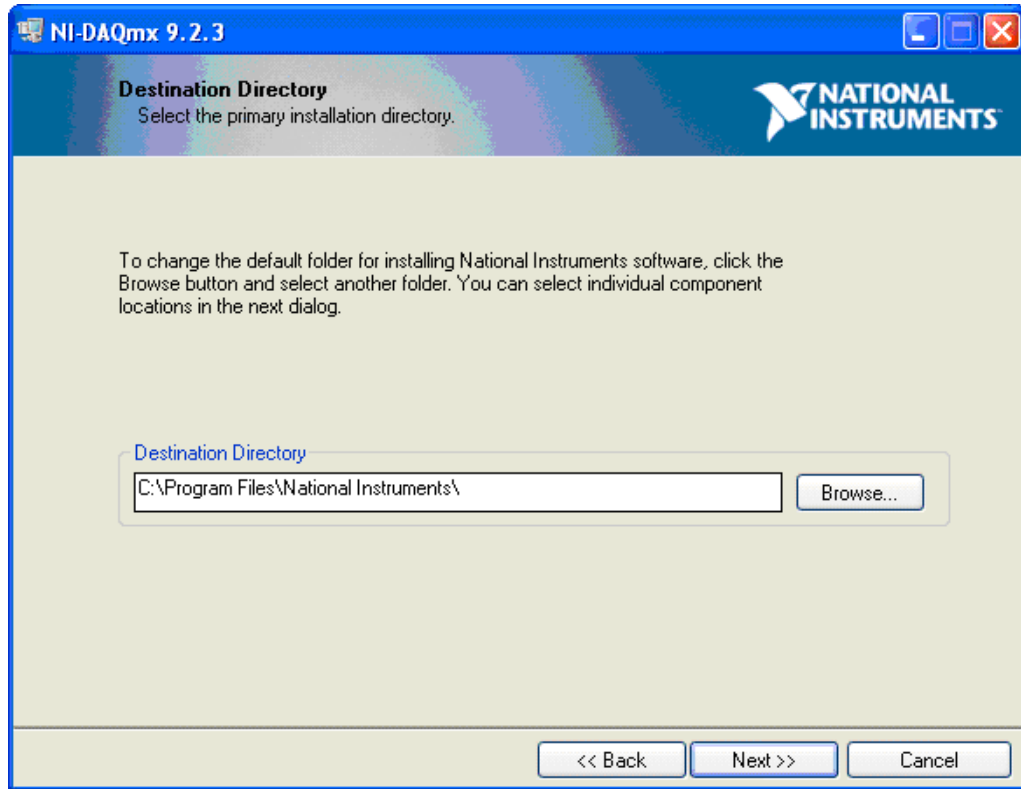 NI-DAQmx 9.2.3
Destination Directory
Select the primary installation directory.
NATIONAL
INSTRUMENTS
To change the default folder for installing National Instruments software, click the
Browse button and select another folder. You can select individual component
locations in the next dialog.
Destination Directory
C:\Program Files\National Instruments\
Browse...
<< Back
Next >>
Cancel